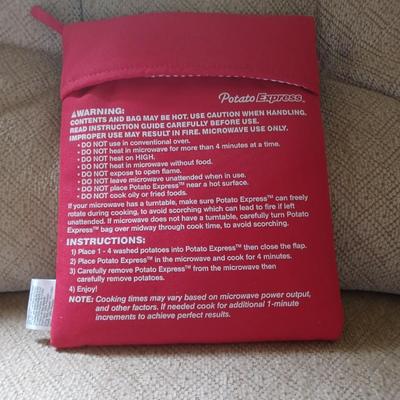 Potato Express™
⚠WARNING:
CONTENTS AND BAG MAY BE HOT. USE CAUTION WHEN HANDLING.
READ INSTRUCTION GUIDE CAREFULLY BEFORE USE.
IMPROPER USE MAY RESULT IN FIRE. MICROWAVE USE ONLY.
• DO NOT use in conventional oven.
• DO NOT heat in microwave for more than 4 minutes at a time.
• DO NOT heat on HIGH.
• DO NOT heat in microwave without food.
• DO NOT expose to open flame.
• DO NOT leave microwave unattended when in use.
• DO NOT place Potato Express™ near a hot surface.
• DO NOT cook oily or fried foods.
If your microwave has a turntable, make sure Potato Express™ can freely
rotate during cooking, to avoid scorching which can lead to fire if left
unattended. If microwave does not have a turntable, carefully turn Potato
Express™ bag over midway through cook time, to avoid scorching.
INSTRUCTIONS:
1) Place 1 - 4 washed potatoes into Potato Express™ then close the flap.
2) Place Potato Express™ in the microwave and cook for 4 minutes.
3) Carefully remove Potato Express™ from the microwave then
carefully remove potatoes.
4) Enjoy!
NOTE: Cooking times may vary based on microwave power output,
and other factors. If needed cook for additional 1-minute
increments to achieve perfect results.